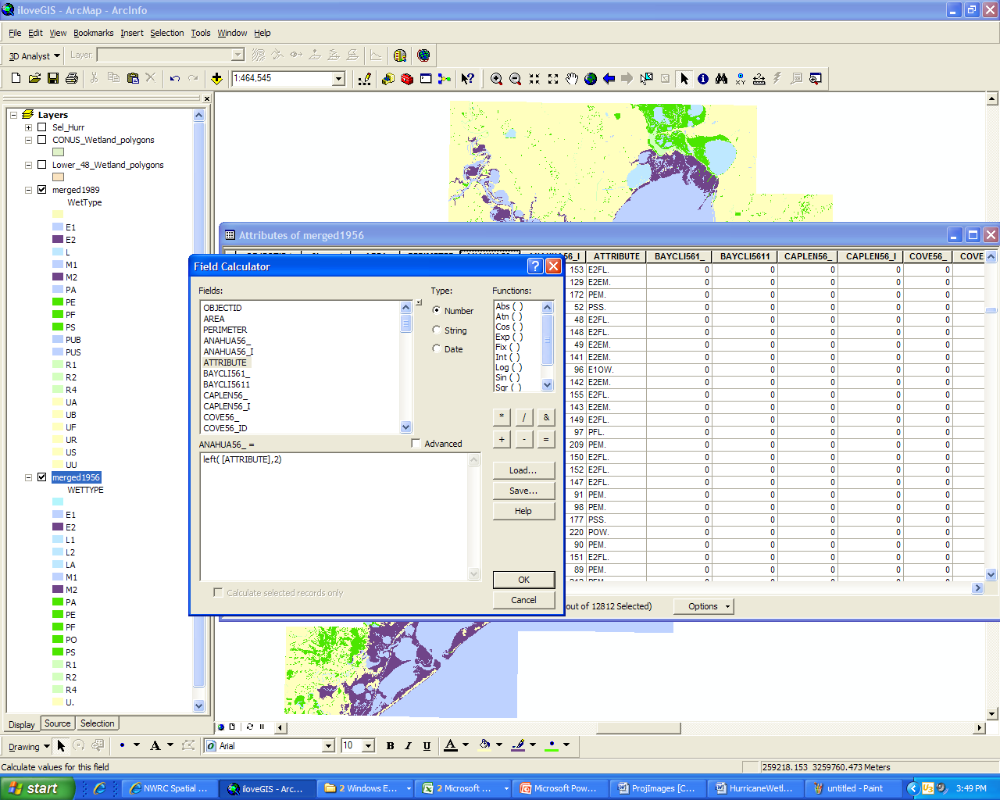 iloveGIS - ArcMap - ArcInfo
File Edit View Bookmarks Insert Selection Tools Window Help
3D Analyst Layer:
1:464,545
Layers
Sel_Hurr
CONUS_Wetland_polygons
Lower_48_Wetland_polygons
merged1989
WetType
E1
E2
L
M1
M2
PA
PE
PF
PS
PUB
PUS
R1
R2
R4
UA
UB
UF
UR
US
UU
merged1956
WETTYPE
E1
E2
L1
L2
LA
M1
M2
PA
PE
PF
PO
PS
R1
R2
R4
U.
Display Source Selection
Attributes of merged1956
ATTRIBUTE BAYCLI561_ BAYCLI5611 CAPLEN56_ CAPLEN56_I COVE56_ COVE
153 E2FL. 0 0 0 0 0
129 E2EM. 0 0 0 0 0
172 PEM. 0 0 0 0 0
52 PSS. 0 0 0 0 0
48 E2FL. 0 0 0 0 0
148 E2FL. 0 0 0 0 0
49 E2EM. 0 0 0 0 0
141 E2EM. 0 0 0 0 0
96 E1OW. 0 0 0 0 0
142 E2EM. 0 0 0 0 0
155 E2FL. 0 0 0 0 0
143 E2EM. 0 0 0 0 0
149 E2FL. 0 0 0 0 0
97 PFL. 0 0 0 0 0
209 PEM. 0 0 0 0 0
150 E2FL. 0 0 0 0 0
152 E2FL. 0 0 0 0 0
147 E2FL. 0 0 0 0 0
91 PEM. 0 0 0 0 0
98 PEM. 0 0 0 0 0
177 PSS. 0 0 0 0 0
220 POW. 0 0 0 0 0
90 PEM. 0 0 0 0 0
151 E2FL. 0 0 0 0 0
89 PEM. 0 0 0 0 0
out of 12812 Selected) Options
Field Calculator
Fields: Type: Functions:
OBJECTID
AREA
PERIMETER
ANAHUA56_
ANAHUA56_I
ATTRIBUTE
BAYCLI561_
BAYCLI5611
CAPLEN56_
CAPLEN56_I
COVE56_
COVE56_ID
Number
String
Date
Abs ( )
Atn ( )
Cos ( )
Exp ( )
Fix ( )
Int ( )
Log ( )
Sin ( )
Sqr ( )
* / &
+ - =
ANAHUA56_ = Advanced
left( [ATTRIBUTE],2)
Load...
Save...
Help
OK
Calculate selected records only
Cancel
Drawing A Arial 10 B I U A
Calculate values for this field 259218.153 3259760.473 Meters
start NWRC Spatial ... iloveGIS - Arc... 2 Windows E... 2 Microsoft ... Microsoft Pow... ProjImages [C... HurricaneWetl... untitled - Paint 3:49 PM